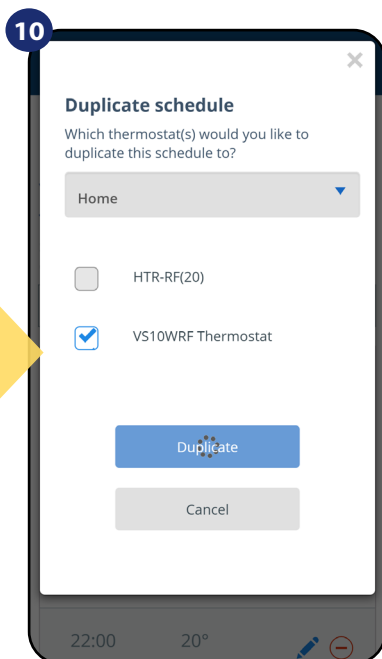 10
Duplicate schedule
Which thermostat(s) would you like to
duplicate this schedule to?
Home
HTR-RF(20)
VS10WRF Thermostat
Duplicate
Cancel
22:00 20°